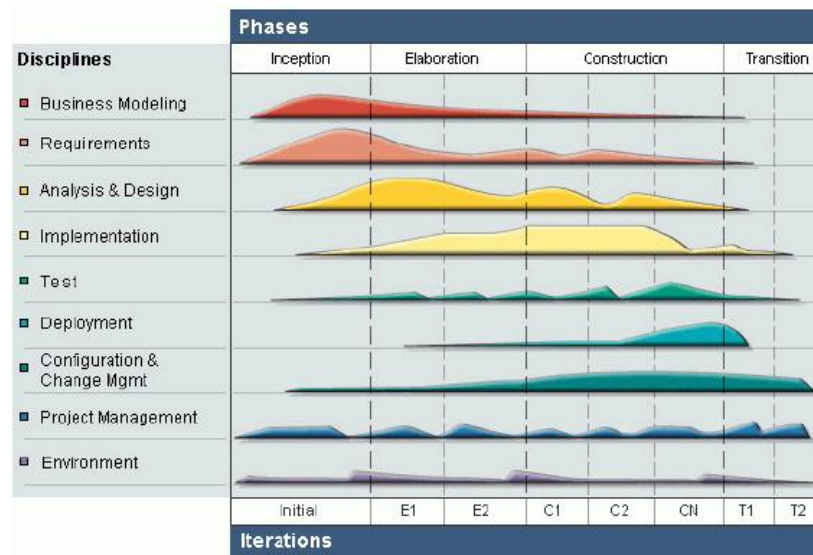 Phases
Disciplines
Inception Elaboration Construction Transition
Business Modeling
Requirements
Analysis & Design
Implementation
Test
Deployment
Configuration &
Change Mgmt
Project Management
Environment
Initial E1 E2 C1 C2 CN T1 T2
Iterations